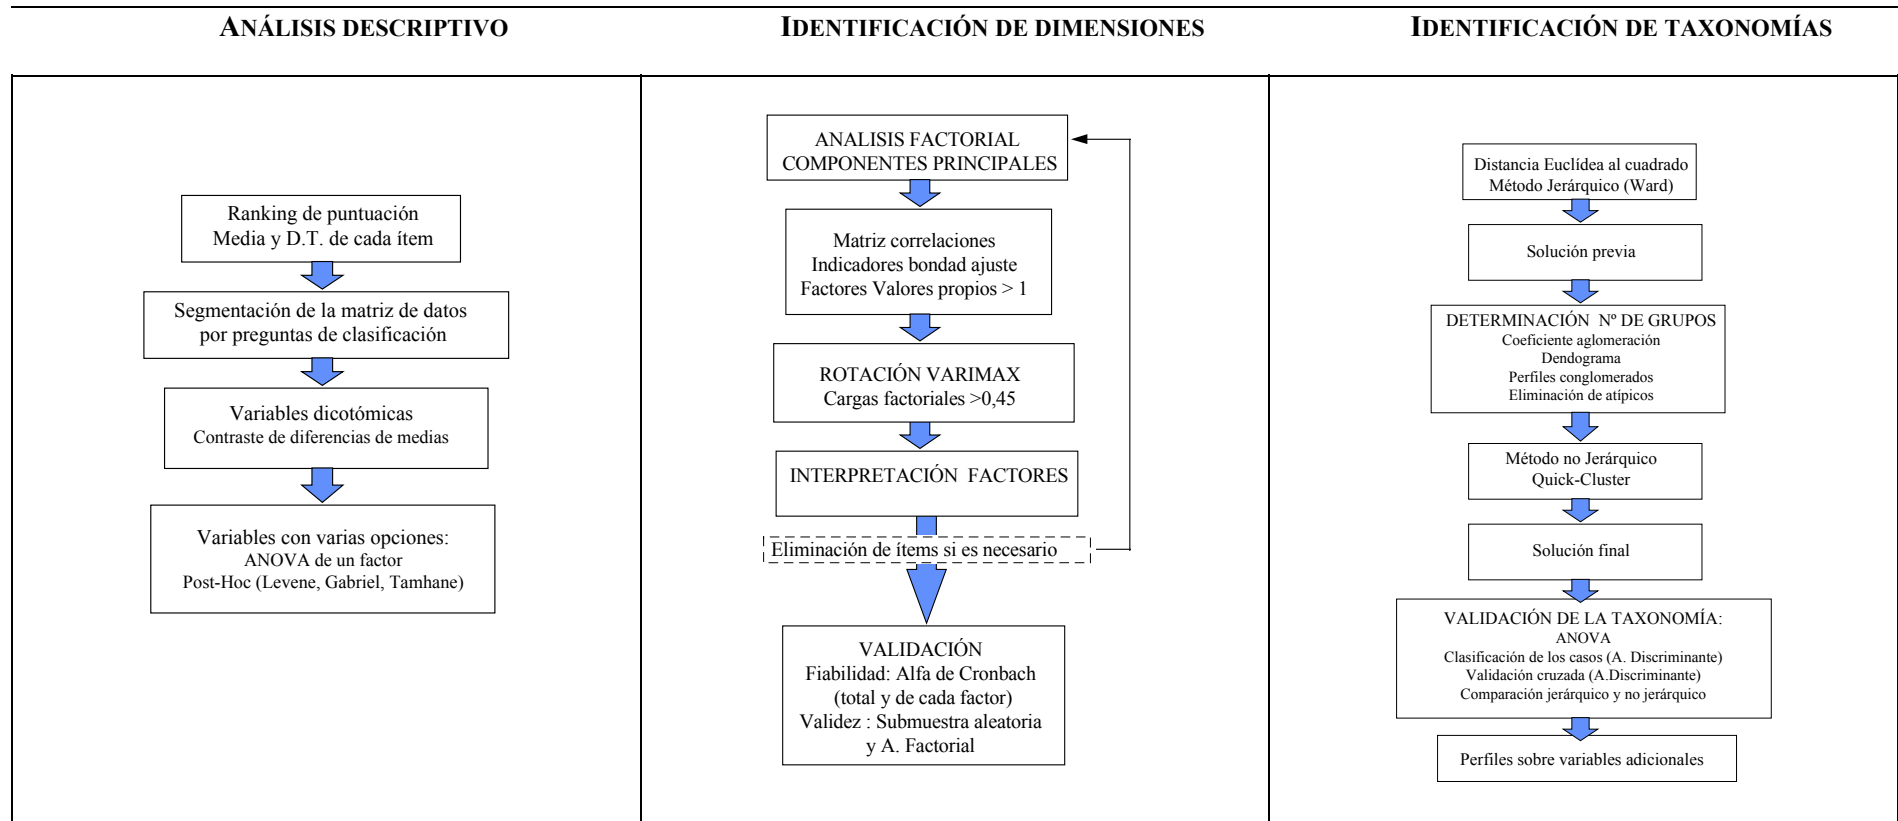 ANÁLISIS DESCRIPTIVO
IDENTIFICACIÓN DE DIMENSIONES
IDENTIFICACIÓN DE TAXONOMÍAS
Ranking de puntuación
Media y D.T. de cada ítem
Segmentación de la matriz de datos
por preguntas de clasificación
Variables dicotómicas
Contraste de diferencias de medias
Variables con varias opciones:
ANOVA de un factor
Post-Hoc (Levene, Gabriel, Tamhane)
ANALISIS FACTORIAL
COMPONENTES PRINCIPALES
Matriz correlaciones
Indicadores bondad ajuste
Factores Valores propios > 1
ROTACIÓN VARIMAX
Cargas factoriales >0,45
INTERPRETACIÓN FACTORES
Eliminación de ítems si es necesario
VALIDACIÓN
Fiabilidad: Alfa de Cronbach
(total y de cada factor)
Validez : Submuestra aleatoria
y A. Factorial
Distancia Euclídea al cuadrado
Método Jerárquico (Ward)
Solución previa
DETERMINACIÓN Nº DE GRUPOS
Coeficiente aglomeración
Dendograma
Perfiles conglomerados
Eliminación de atípicos
Método no Jerárquico
Quick-Cluster
Solución final
VALIDACIÓN DE LA TAXONOMÍA:
ANOVA
Clasificación de los casos (A. Discriminante)
Validación cruzada (A.Discriminante)
Comparación jerárquico y no jerárquico
Perfiles sobre variables adicionales